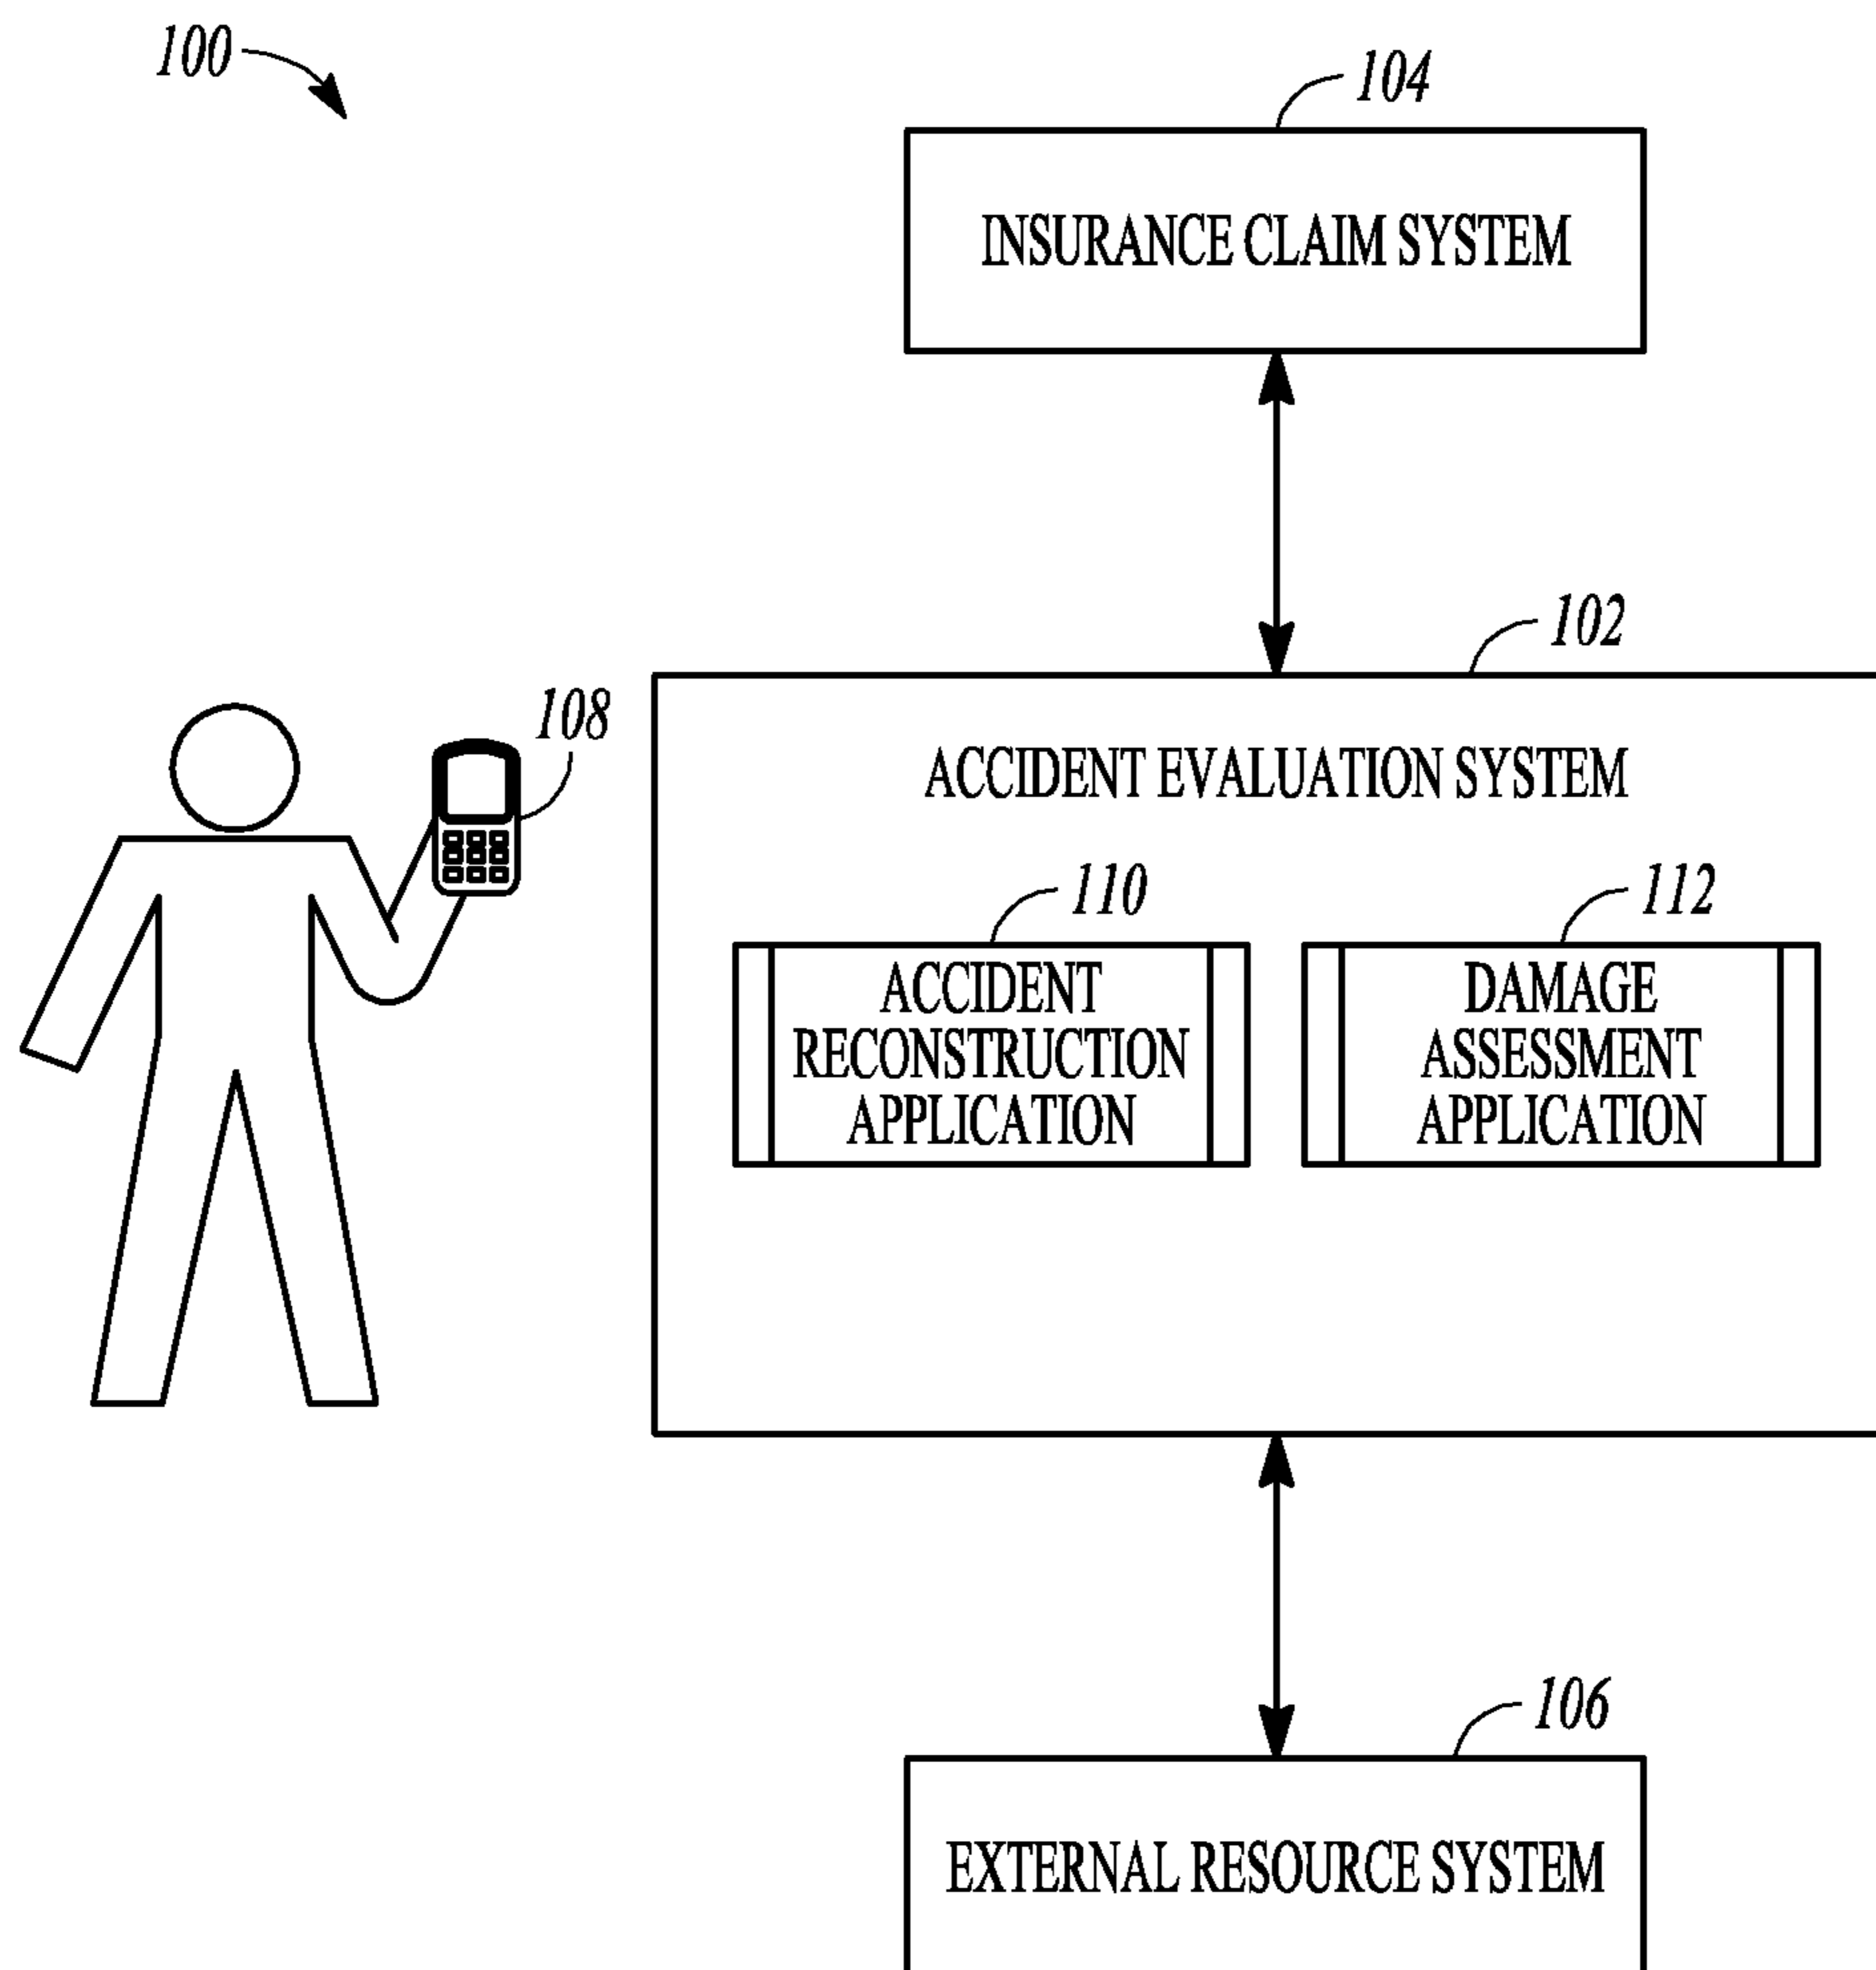 100
104
INSURANCE CLAIM SYSTEM
102
108
ACCIDENT EVALUATION SYSTEM
110
112
ACCIDENT
RECONSTRUCTION
APPLICATION
DAMAGE
ASSESSMENT
APPLICATION
106
EXTERNAL RESOURCE SYSTEM